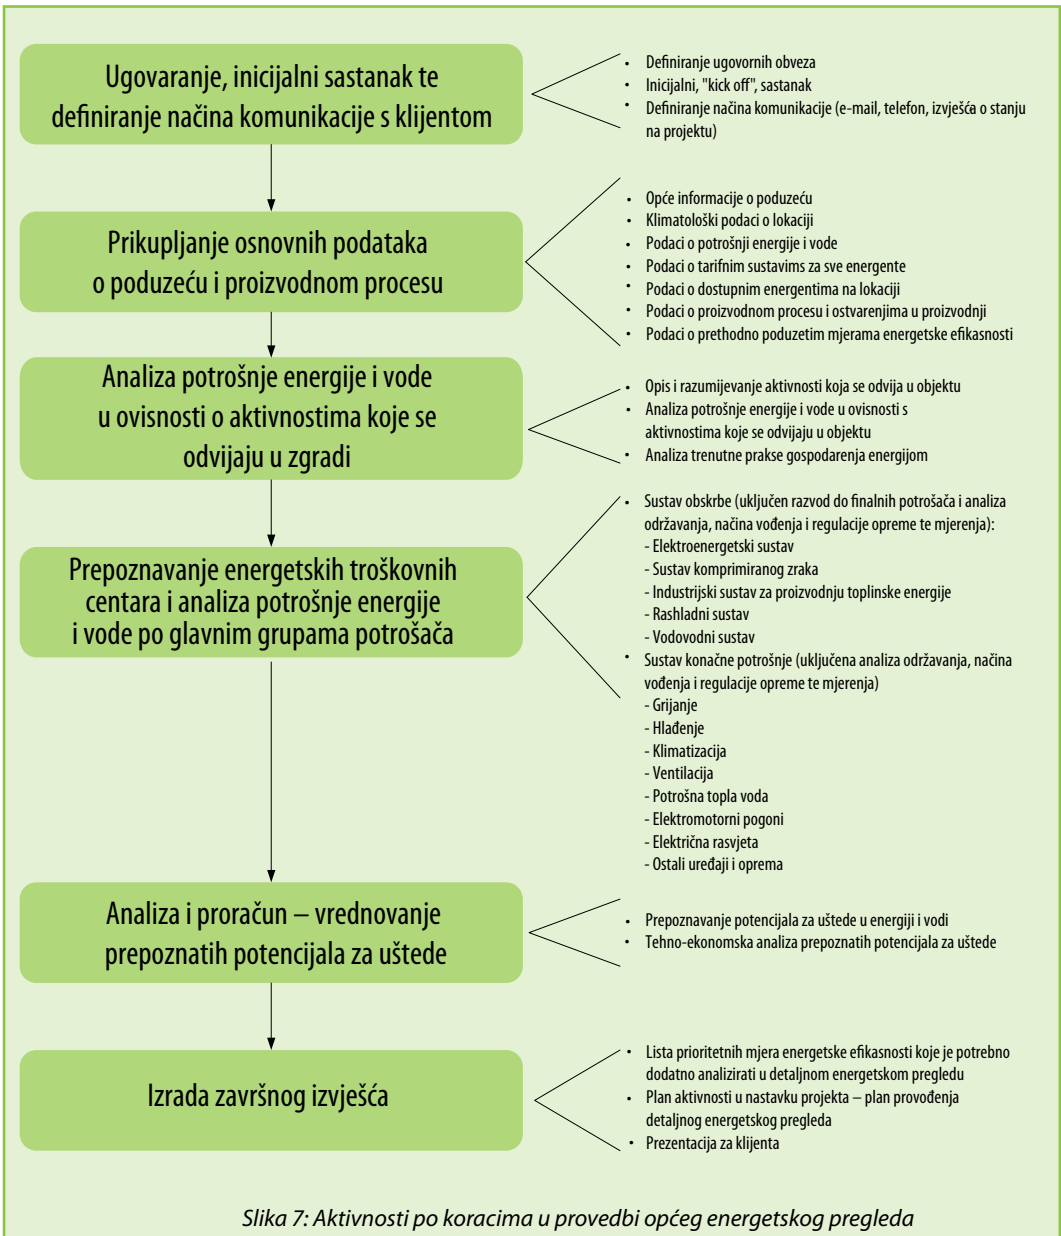 Ugovaranje, inicijalni sastanak te
definiranje načina komunikacije s klijentom
• Definiranje ugovornih obveza
• Inicijalni, "kick off", sastanak
• Definiranje načina komunikacije (e-mail, telefon, izvješća o stanju
na projektu)
Prikupljanje osnovnih podataka
o poduzeću i proizvodnom procesu
• Opće informacije o poduzeću
• Klimatološki podaci o lokaciji
• Podaci o potrošnji energije i vode
• Podaci o tarifnim sustavims za sve energente
• Podaci o dostupnim energentima na lokaciji
• Podaci o proizvodnom procesu i ostvarenjima u proizvodnji
• Podaci o prethodno poduzetim mjerama energetske efikasnosti
Analiza potrošnje energije i vode
u ovisnosti o aktivnostima koje se
odvijaju u zgradi
• Opis i razumijevanje aktivnosti koja se odvija u objektu
• Analiza potrošnje energije i vode u ovisnosti s
aktivnostima koje se odvijaju u objektu
• Analiza trenutne prakse gospodarenja energijom
Prepoznavanje energetskih troškovnih
centara i analiza potrošnje energije
i vode po glavnim grupama potrošača
• Sustav obskrbe (uključen razvod do finalnih potrošača i analiza
održavanja, načina vođenja i regulacije opreme te mjerenja):
- Elektroenergetski sustav
- Sustav komprimiranog zraka
- Industrijski sustav za proizvodnju toplinske energije
- Rashladni sustav
- Vodovodni sustav
• Sustav konačne potrošnje (uključena analiza održavanja, načina
vođenja i regulacije opreme te mjerenja)
- Grijanje
- Hlađenje
- Klimatizacija
- Ventilacija
- Potrošna topla voda
- Elektromotorni pogoni
- Električna rasvjeta
- Ostali uređaji i oprema
Analiza i proračun – vrednovanje
prepoznatih potencijala za uštede
• Prepoznavanje potencijala za uštede u energiji i vodi
• Tehno-ekonomska analiza prepoznatih potencijala za uštede
Izrada završnog izvješća
• Lista prioritetnih mjera energetske efikasnosti koje je potrebno
dodatno analizirati u detaljnom energetskom pregledu
• Plan aktivnosti u nastavku projekta – plan provođenja
detaljnog energetskog pregleda
• Prezentacija za klijenta
Slika 7: Aktivnosti po koracima u provedbi općeg energetskog pregleda